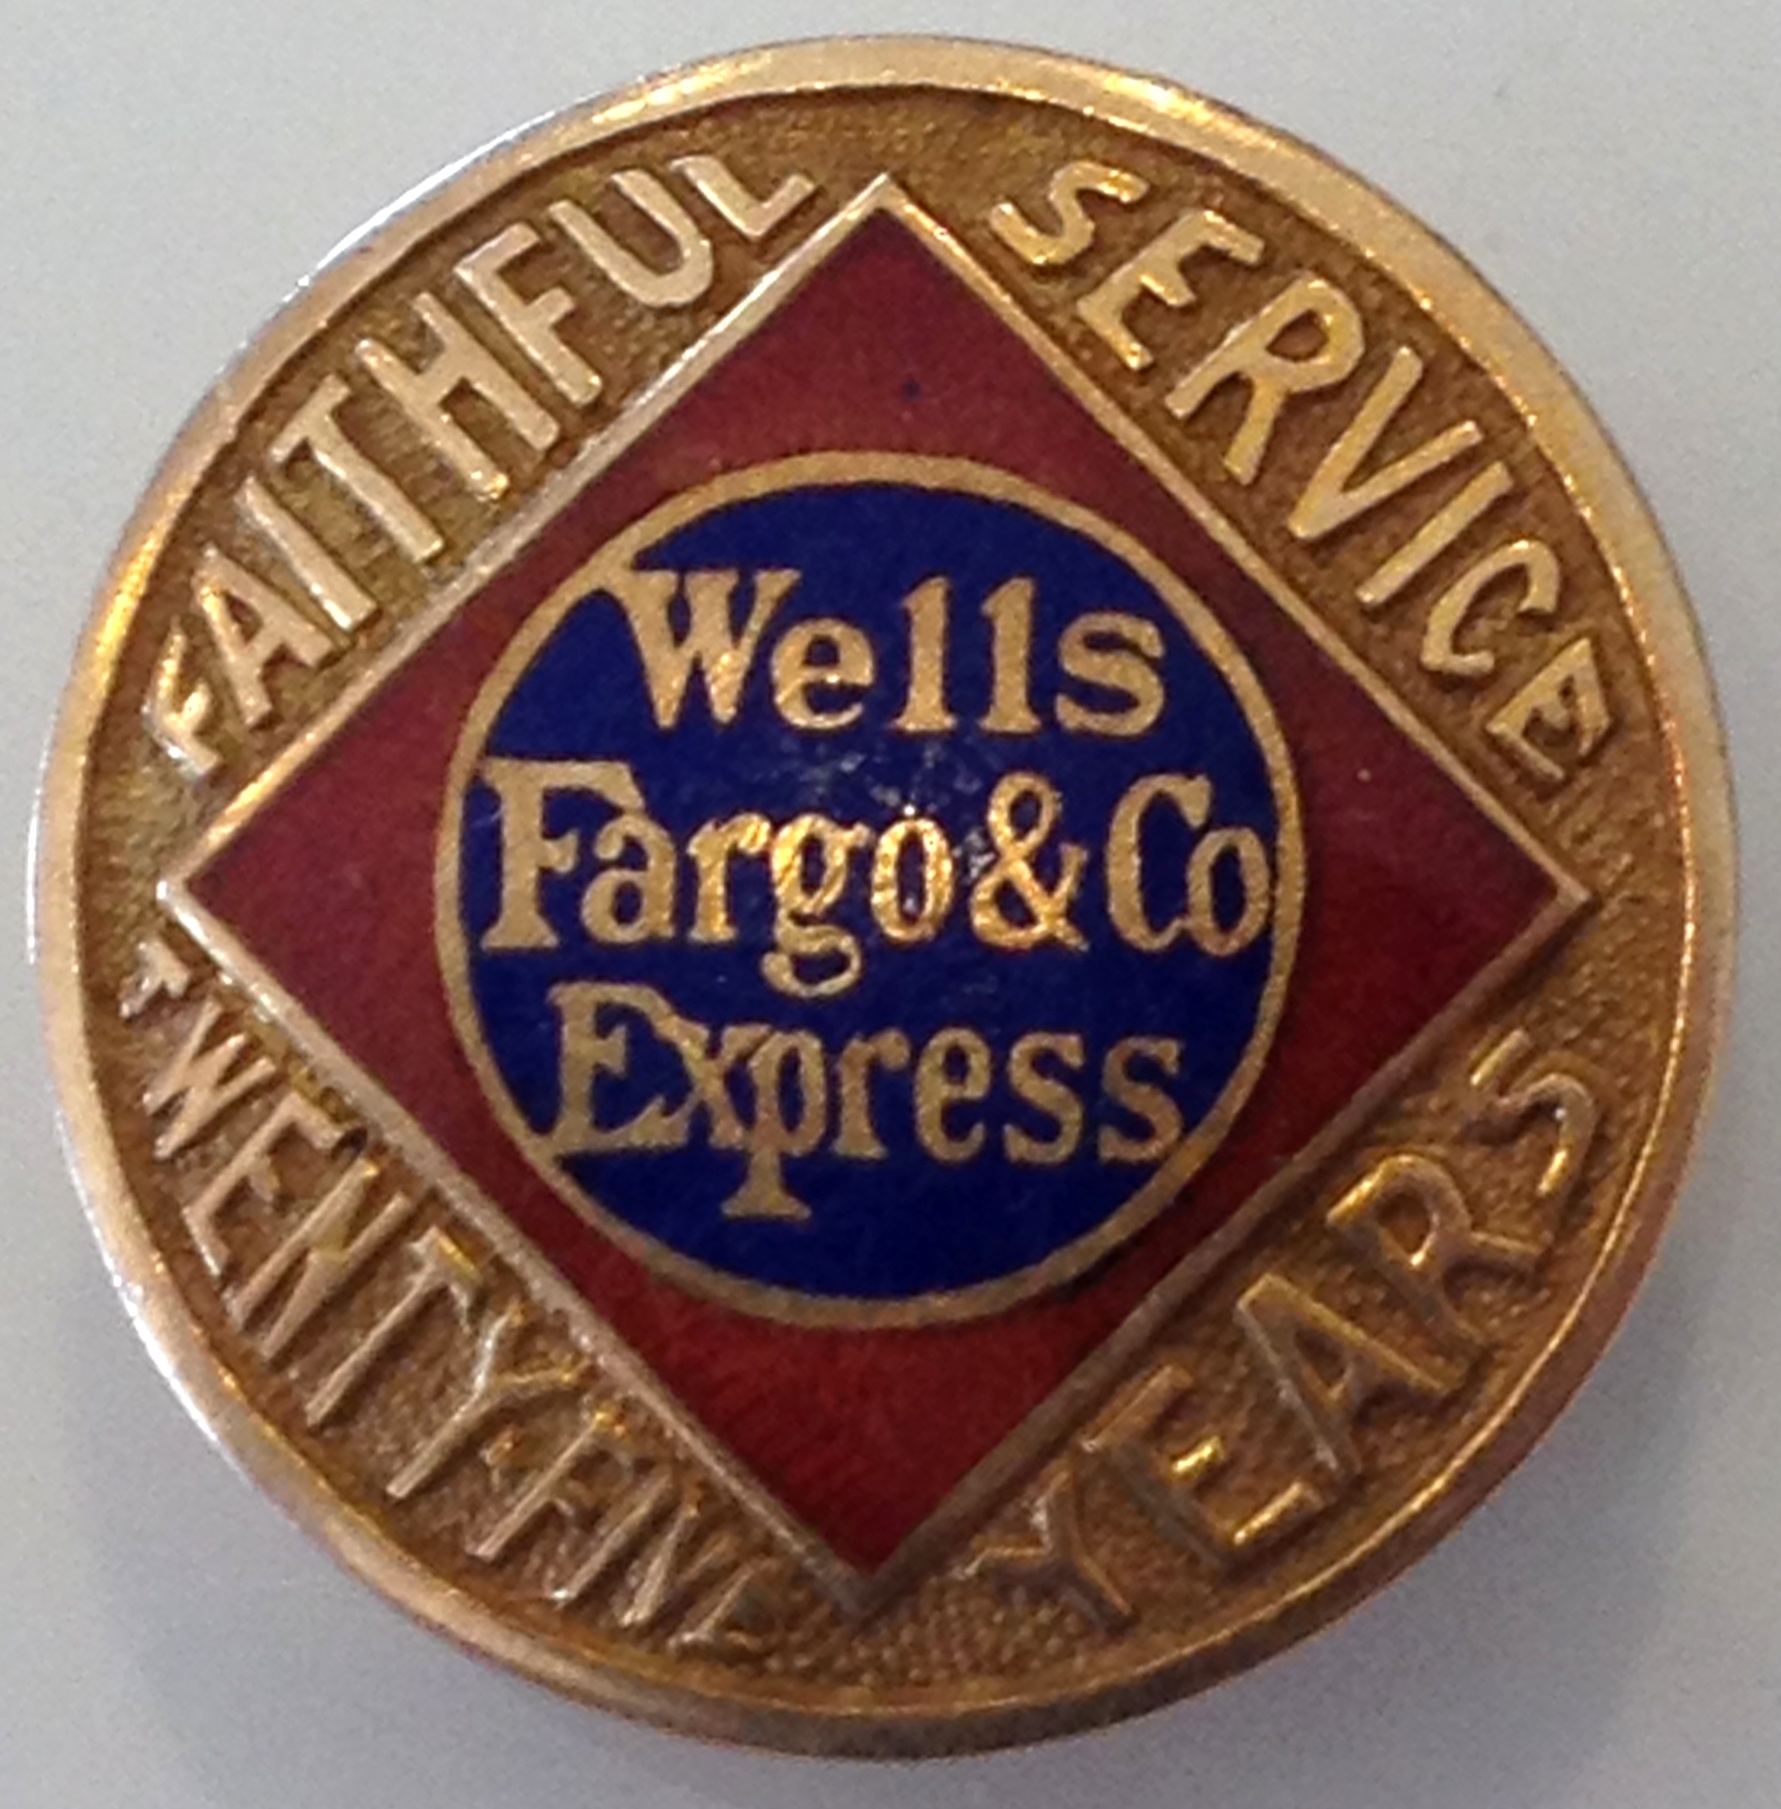 FAITHFUL SERVICE
Wells
Fargo & Co
Express
TWENTY-FIVE YEARS